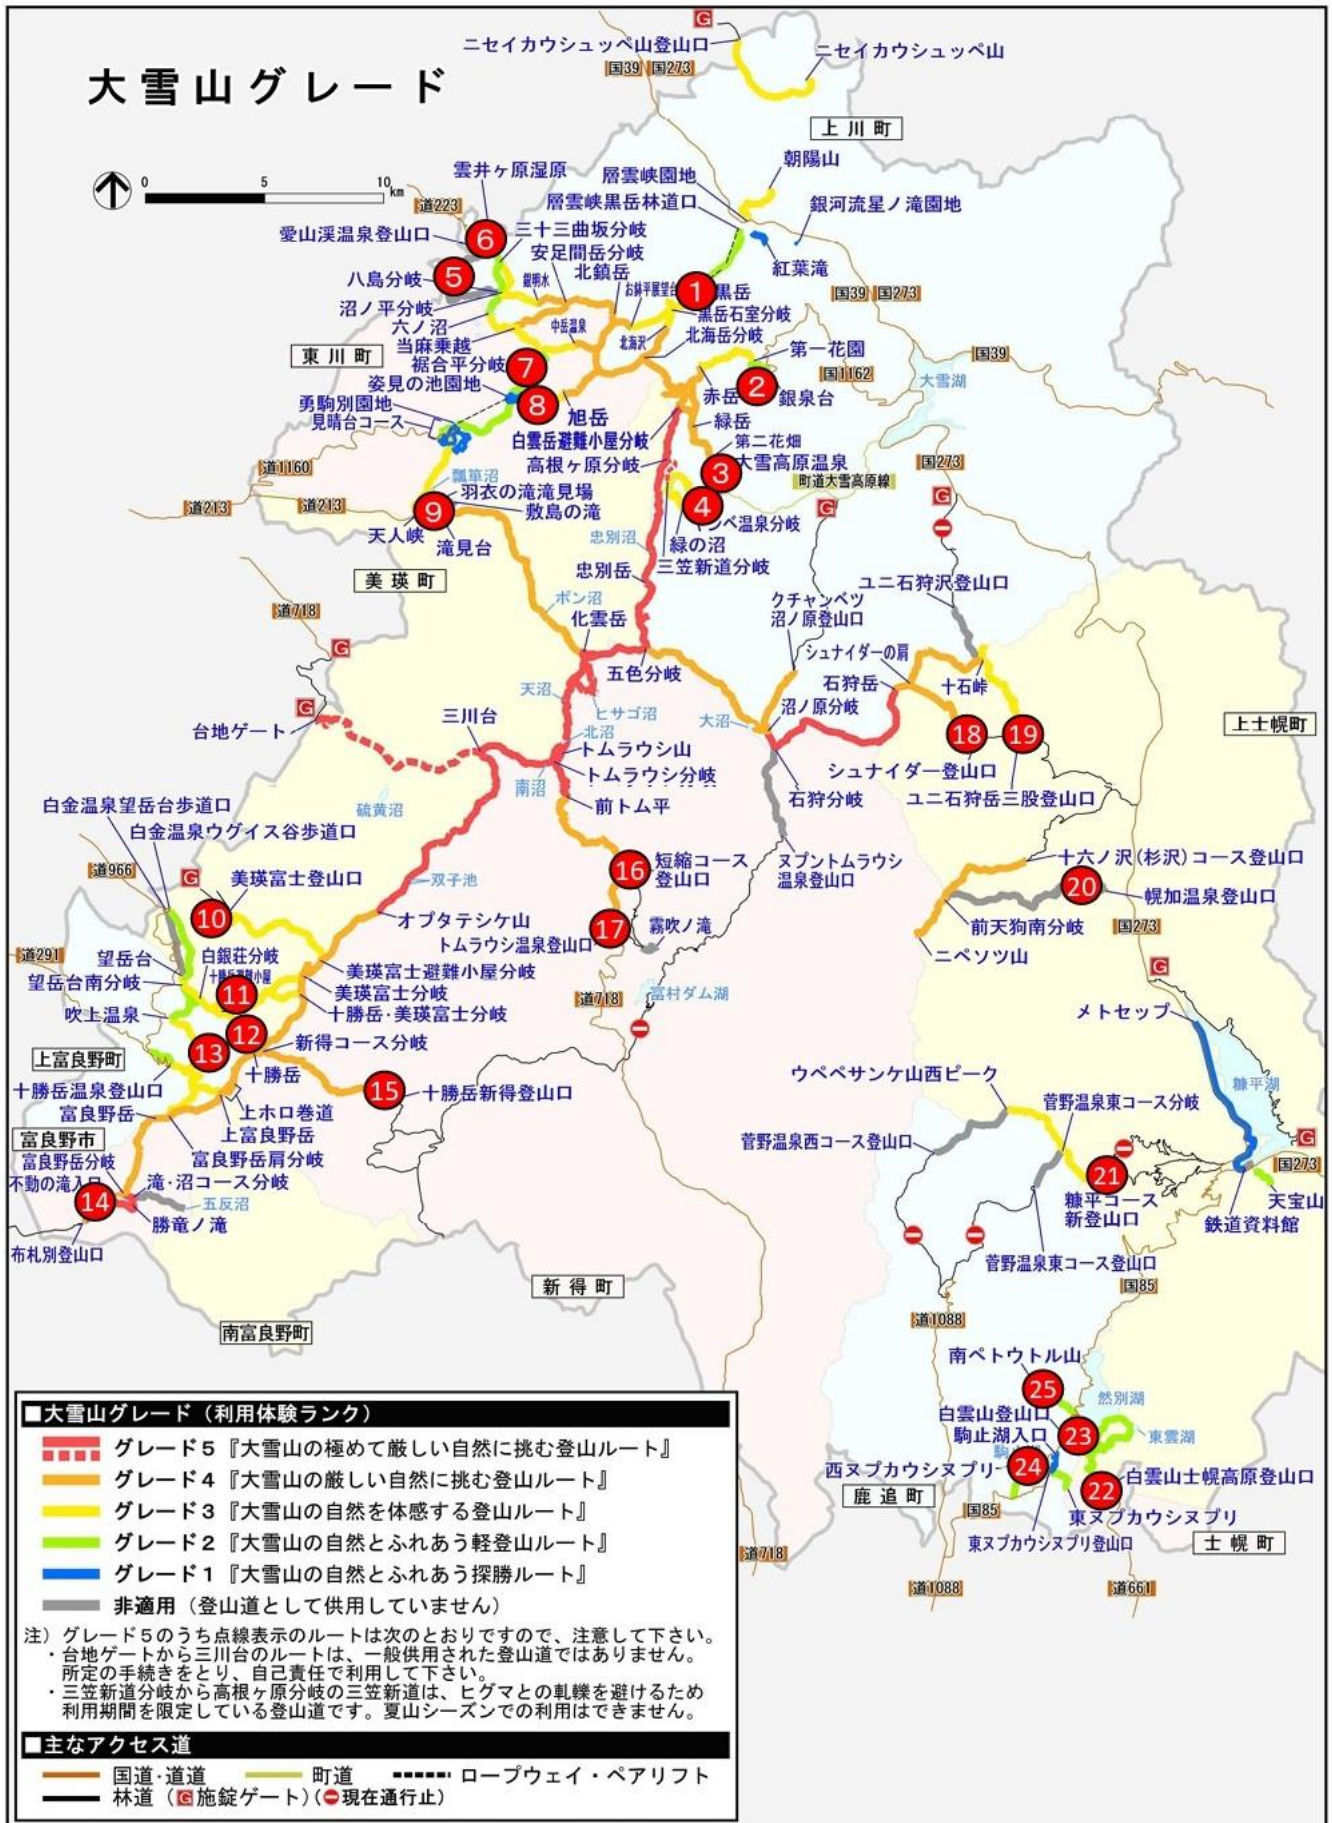 大雪山グレード
0 5 10 km
G
ニセイカウシュッペ山登山口
ニセイカウシュッペ山
国39 国273
上川町
朝陽山
雲井ヶ原湿原
層雲峡園地
層雲峡黒岳林道口
銀河流星ノ滝園地
道223
愛山渓温泉登山口
6
三十三曲坂分岐
安足間岳分岐
紅葉滝
八島分岐
5
銀明水
北鎮岳
お鉢平展望台
1
黒岳
国39 国273
沼ノ平分岐
黒岳石室分岐
六ノ沼
中岳温泉
北海沢
北海岳分岐
当麻乗越
東川町
第一花園
国39
裾合平分岐
7
国1162
大雪湖
姿見の池園地
8
赤岳
2
銀泉台
勇駒別園地
旭岳
見晴台コース
白雲岳避難小屋分岐
緑岳
第二花畑
高根ヶ原分岐
3
大雪高原温泉
国273
道1160
瓢箪沼
町道大雪高原線
G
道213
道213
羽衣の滝滝見場
9
敷島の滝
4
ンベ温泉分岐
G
天人峡
滝見台
忠別沼
緑の沼
三笠新道分岐
美瑛町
忠別岳
ユニ石狩沢登山口
道718
ポン沼
クチャンベツ
沼ノ原登山口
化雲岳
G
シュナイダーの肩
五色分岐
石狩岳
十石峠
天沼
沼ノ原分岐
G
台地ゲート
三川台
ヒサゴ沼
大沼
北沼
18
19
上士幌町
トムラウシ山
シュナイダー登山口
南沼
トムラウシ分岐
石狩分岐
ユニ石狩岳三股登山口
白金温泉望岳台歩道口
硫黄沼
前トム平
白金温泉ウグイス谷歩道口
十六ノ沢(杉沢)コース登山口
道966
16
短縮コース
登山口
ヌプントムラウシ
温泉登山口
G
美瑛富士登山口
双子池
20
幌加温泉登山口
10
オプタテシケ山
17
前天狗南分岐
国273
トムラウシ温泉登山口
霧吹ノ滝
ニペソツ山
道291
望岳台
白銀荘分岐
G
望岳台南分岐
美瑛富士避難小屋分岐
11
美瑛富士分岐
道718
富村ダム湖
吹上温泉
十勝岳・美瑛富士分岐
メトセップ
12
13
新得コース分岐
上富良野町
十勝岳
ウペペサンケ山西ピーク
糠平湖
十勝岳温泉登山口
15
十勝岳新得登山口
菅野温泉東コース分岐
富良野岳
上ホロ巻道
上富良野岳
菅野温泉西コース登山口
G
富良野市
富良野岳肩分岐
国273
富良野岳分岐
21
不動の滝入口
滝・沼コース分岐
糠平コース
新登山口
天宝山
14
五反沼
鉄道資料館
勝竜ノ滝
布札別登山口
菅野温泉東コース登山口
新得町
国85
南富良野町
道1088
南ペトウトル山
25
然別湖
白雲山登山口
23
東雲湖
駒止湖入口
24
西ヌプカウシヌプリ
白雲山士幌高原登山口
鹿追町
22
国85
東ヌプカウシヌプリ
東ヌプカウシヌプリ登山口
士幌町
道718
道1088
道661
■大雪山グレード（利用体験ランク）
グレード5『大雪山の極めて厳しい自然に挑む登山ルート』
グレード4『大雪山の厳しい自然に挑む登山ルート』
グレード3『大雪山の自然を体感する登山ルート』
グレード2『大雪山の自然とふれあう軽登山ルート』
グレード1『大雪山の自然とふれあう探勝ルート』
非適用（登山道として供用していません）
注）グレード5のうち点線表示のルートは次のとおりですので、注意して下さい。
・台地ゲートから三川台のルートは、一般供用された登山道ではありません。
所定の手続きをとり、自己責任で利用して下さい。
・三笠新道分岐から高根ヶ原分岐の三笠新道は、ヒグマとの軋轢を避けるため
利用期間を限定している登山道です。夏山シーズンでの利用はできません。
■主なアクセス道
国道・道道 町道 ロープウェイ・ペアリフト
林道（G施錠ゲート）（現在通行止）